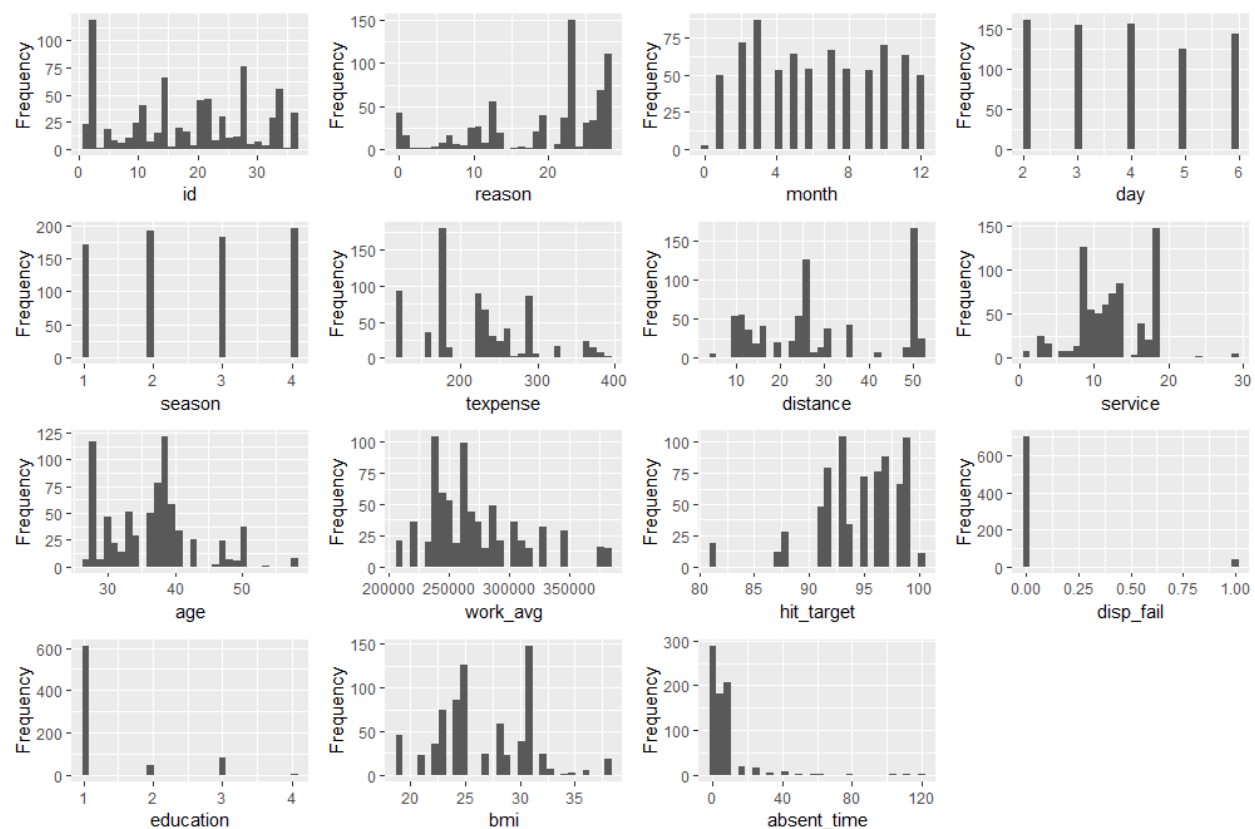 Frequency
100
75
50
25
0
0 10 20 30
id
Frequency
150
100
50
0
0 10 20
reason
Frequency
75
50
25
0
0 4 8 12
month
Frequency
150
100
50
0
2 3 4 5 6
day
Frequency
200
150
100
50
0
1 2 3 4
season
Frequency
150
100
50
0
200 300 400
texpense
Frequency
150
100
50
0
10 20 30 40 50
distance
Frequency
150
100
50
0
0 10 20 30
service
Frequency
125
100
75
50
25
0
30 40 50
age
Frequency
100
75
50
25
0
200000 250000 300000 350000
work_avg
Frequency
100
75
50
25
0
80 85 90 95 100
hit_target
Frequency
600
400
200
0
0.00 0.25 0.50 0.75 1.00
disp_fail
Frequency
600
400
200
0
1 2 3 4
education
Frequency
150
100
50
0
20 25 30 35
bmi
Frequency
300
200
100
0
0 40 80 120
absent_time